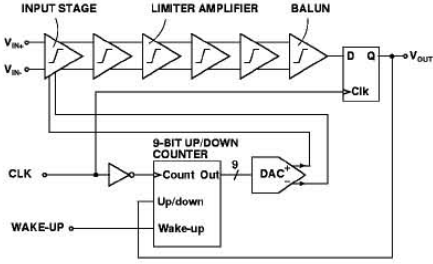 INPUT STAGE LIMITER AMPLIFIER BALUN
VIN+
VIN-
D Q
VOUT
Clk
9-BIT UP/DOWN
COUNTER
CLK
Count Out
9
DAC
+
-
Up/down
WAKE-UP
Wake-up